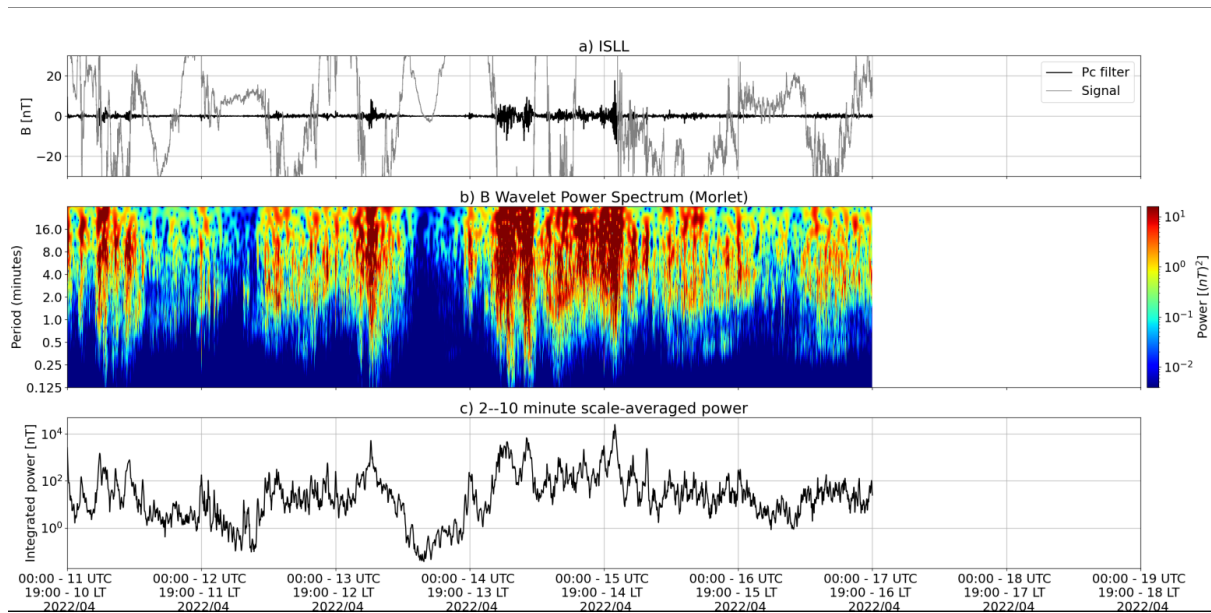 a) ISLL
B [nT]
20
0
−20
Pc filter
Signal
b) B Wavelet Power Spectrum (Morlet)
Period (minutes)
16.0
8.0
4.0
2.0
1.0
0.5
0.25
0.125
10¹
10⁰
10⁻¹
10⁻²
Power [(nT)²]
c) 2--10 minute scale-averaged power
Integrated power [nT]
10⁴
10²
10⁰
00:00 - 11 UTC 00:00 - 12 UTC 00:00 - 13 UTC 00:00 - 14 UTC 00:00 - 15 UTC 00:00 - 16 UTC 00:00 - 17 UTC 00:00 - 18 UTC 00:00 - 19 UTC
19:00 - 10 LT 19:00 - 11 LT 19:00 - 12 LT 19:00 - 13 LT 19:00 - 14 LT 19:00 - 15 LT 19:00 - 16 LT 19:00 - 17 LT 19:00 - 18 LT
2022/04 2022/04 2022/04 2022/04 2022/04 2022/04 2022/04 2022/04 2022/04